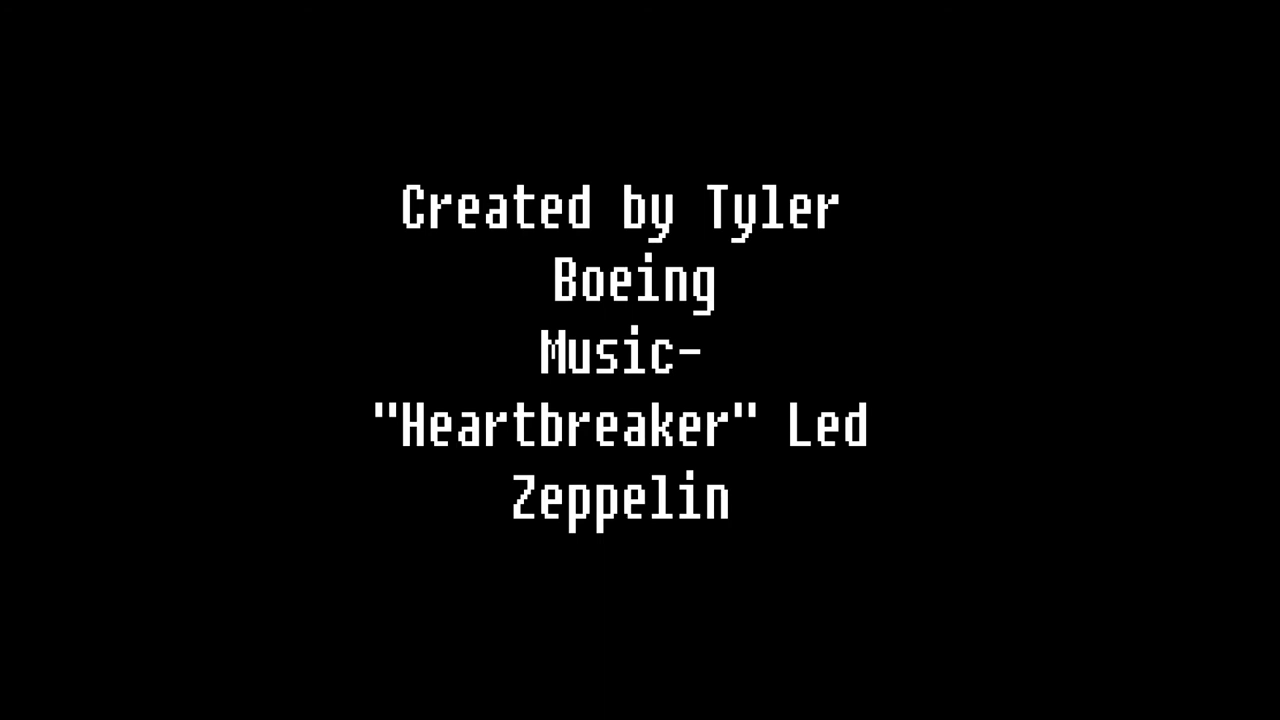 Created by Tyler
Boeing
Music-
"Heartbreaker" Led
Zeppelin